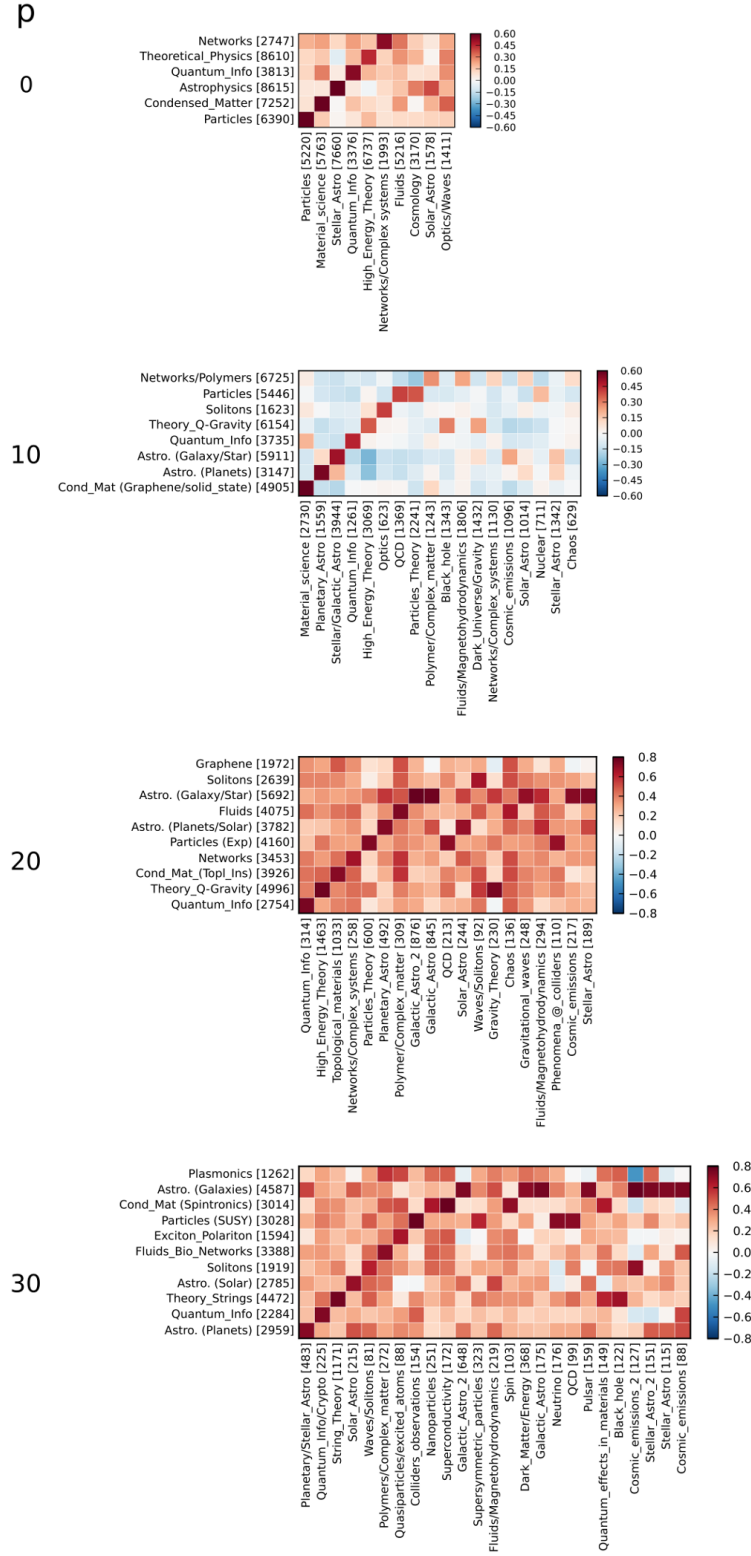 p
0
Networks [2747]
Theoretical_Physics [8610]
Quantum_Info [3813]
Astrophysics [8615]
Condensed_Matter [7252]
Particles [6390]
0.60
0.45
0.30
0.15
0.00
−0.15
−0.30
−0.45
−0.60
Particles [5220]
Material_science [5763]
Stellar_Astro [7660]
Quantum_Info [3376]
High_Energy_Theory [6737]
Networks/Complex systems [1993]
Fluids [5216]
Cosmology [3170]
Solar_Astro [1578]
Optics/Waves [1411]
10
Networks/Polymers [6725]
Particles [5446]
Solitons [1623]
Theory_Q-Gravity [6154]
Quantum_Info [3735]
Astro. (Galaxy/Star) [5911]
Astro. (Planets) [3147]
Cond_Mat (Graphene/solid_state) [4905]
0.60
0.45
0.30
0.15
0.00
−0.15
−0.30
−0.45
−0.60
Material_science [2730]
Planetary_Astro [1559]
Stellar/Galactic_Astro [3944]
Quantum_Info [1261]
High_Energy_Theory [3069]
Optics [623]
QCD [1369]
Particles_Theory [2241]
Black_hole [1343]
Polymer/Complex_matter [1243]
Fluids/Magnetohydrodynamics [1806]
Dark_Universe/Gravity [1432]
Networks/Complex_systems [1130]
Cosmic_emissions [1096]
Solar_Astro [1014]
Nuclear [711]
Stellar_Astro [1342]
Chaos [629]
20
Graphene [1972]
Solitons [2639]
Astro. (Galaxy/Star) [5692]
Fluids [4075]
Astro. (Planets/Solar) [3782]
Particles (Exp) [4160]
Networks [3453]
Cond_Mat_(Topl_Ins) [3926]
Theory_Q-Gravity [4996]
Quantum_Info [2754]
0.8
0.6
0.4
0.2
0.0
−0.2
−0.4
−0.6
−0.8
Quantum_Info [314]
High_Energy_Theory [1463]
Topological_materials [1033]
Networks/Complex_systems [258]
Particles_Theory [600]
Planetary_Astro [492]
Polymer/Complex_matter [309]
Galactic_Astro_2 [876]
Galactic_Astro [845]
QCD [213]
Solar_Astro [244]
Waves/Solitons [92]
Gravity_Theory [230]
Chaos [136]
Gravitational_waves [248]
Fluids/Magnetohydrodynamics [294]
Phenomena_@_colliders [110]
Cosmic_emissions [217]
Stellar_Astro [189]
30
Plasmonics [1262]
Astro. (Galaxies) [4587]
Cond_Mat (Spintronics) [3014]
Particles (SUSY) [3028]
Exciton_Polariton [1594]
Fluids_Bio_Networks [3388]
Solitons [1919]
Astro. (Solar) [2785]
Theory_Strings [4472]
Quantum_Info [2284]
Astro. (Planets) [2959]
0.8
0.6
0.4
0.2
0.0
−0.2
−0.4
−0.6
−0.8
Planetary/Stellar_Astro [483]
Quantum_Info/Crypto [225]
String_Theory [1171]
Solar_Astro [215]
Waves/Solitons [81]
Polymers/Complex_matter [272]
Quasiparticles/excited_atoms [88]
Colliders_observations [154]
Nanoparticles [251]
Superconductivity [172]
Galactic_Astro_2 [648]
Supersymmetric_particles [323]
Fluids/Magnetohydrodynamics [219]
Spin [103]
Dark_Matter/Energy [368]
Galactic_Astro [175]
Neutrino [176]
QCD [99]
Pulsar [159]
Quantum_effects_in_materials [149]
Black_hole [122]
Cosmic_emissions_2 [127]
Stellar_Astro_2 [151]
Stellar_Astro [115]
Cosmic_emissions [88]